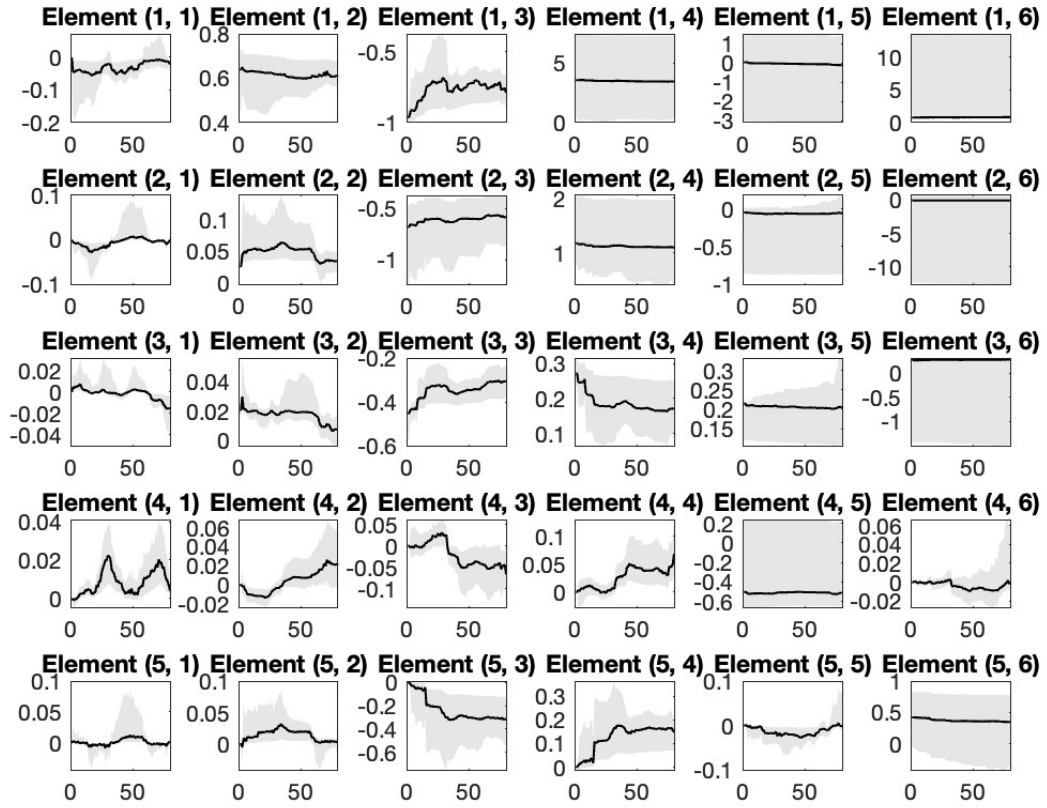 Element (1, 1) Element (1, 2) Element (1, 3) Element (1, 4) Element (1, 5) Element (1, 6)
0 -0.1 -0.2 0.8 0.6 0.4 -0.5 -1 5 0 1 0 -1 -2 -3 10 5 0
0 50 0 50 0 50 0 50 0 50 0 50
Element (2, 1) Element (2, 2) Element (2, 3) Element (2, 4) Element (2, 5) Element (2, 6)
0.1 0 -0.1 0.1 0.05 0 -0.5 -1 2 1 0 -0.5 -1 0 -5 -10
0 50 0 50 0 50 0 50 0 50 0 50
Element (3, 1) Element (3, 2) Element (3, 3) Element (3, 4) Element (3, 5) Element (3, 6)
0.02 0 -0.02 -0.04 0.04 0.02 0 -0.2 -0.4 -0.6 0.3 0.2 0.1 0.3 0.25 0.2 0.15 0 -0.5 -1
0 50 0 50 0 50 0 50 0 50 0 50
Element (4, 1) Element (4, 2) Element (4, 3) Element (4, 4) Element (4, 5) Element (4, 6)
0.04 0.02 0 0.06 0.04 0.02 0 -0.02 0.05 0 -0.05 -0.1 0.1 0.05 0 0.2 0 -0.2 -0.4 -0.6 0.06 0.04 0.02 0 -0.02
0 50 0 50 0 50 0 50 0 50 0 50
Element (5, 1) Element (5, 2) Element (5, 3) Element (5, 4) Element (5, 5) Element (5, 6)
0.1 0.05 0 0.1 0.05 0 0 -0.2 -0.4 -0.6 0.3 0.2 0.1 0 0.1 0 -0.1 1 0.5 0
0 50 0 50 0 50 0 50 0 50 0 50